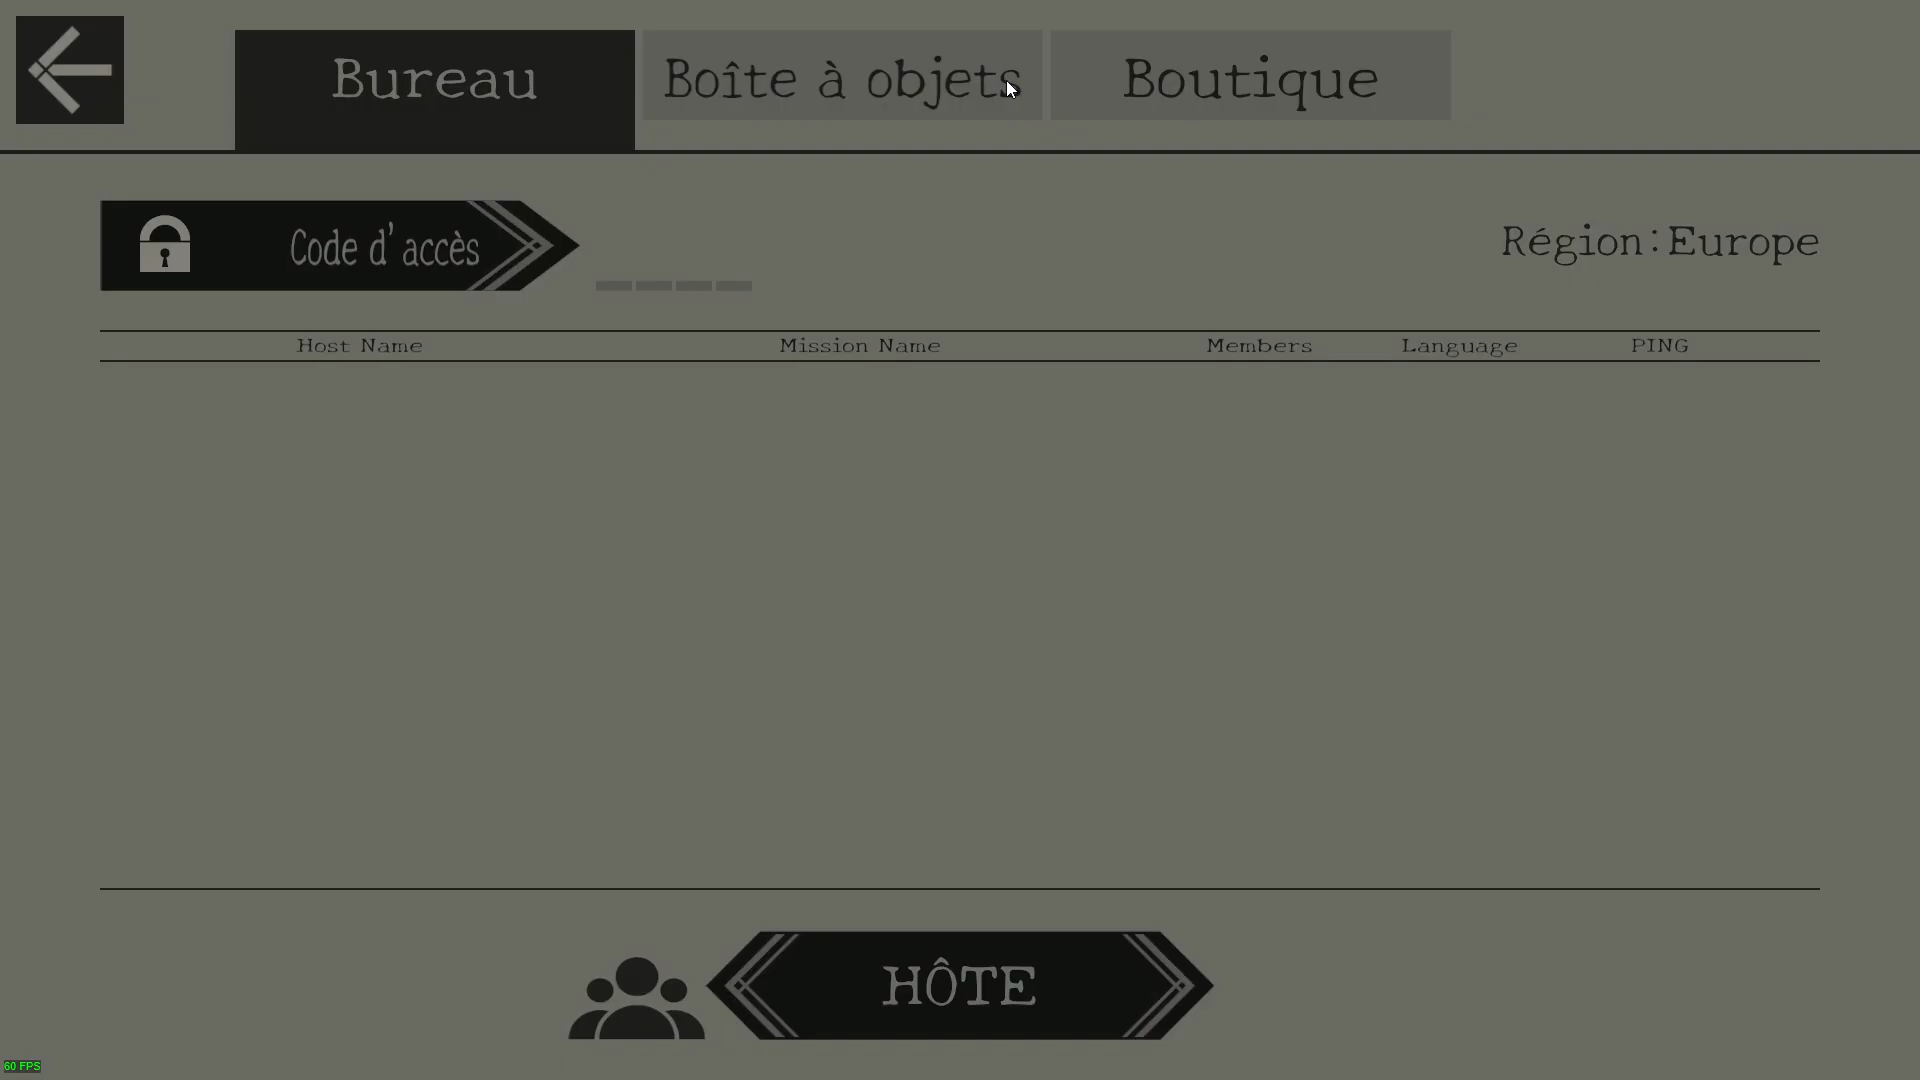 Bureau
Boîte à objets
Boutique
Code d'accès
Région:Europe
Host Name
Mission Name
Members
Language
PING
HÔTE
60 FPS